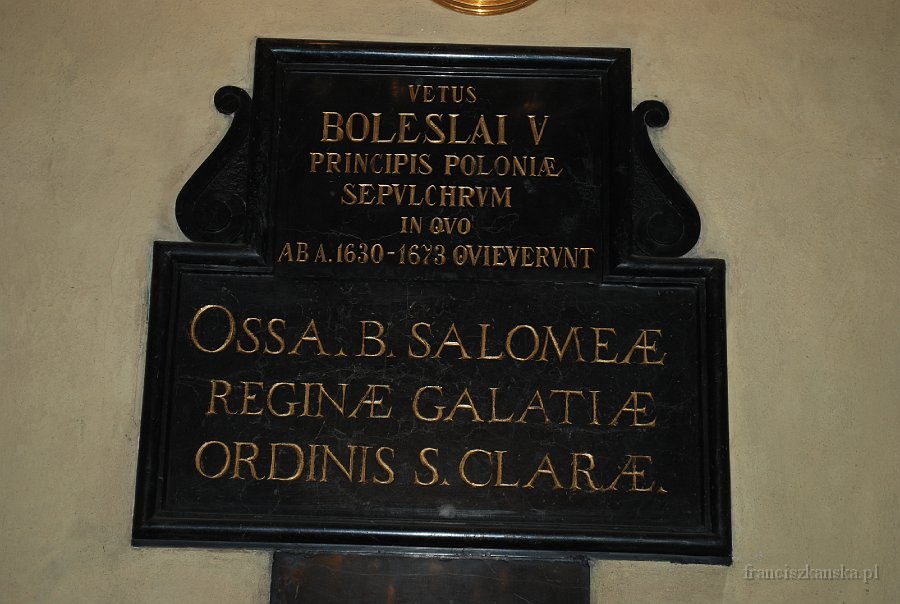 VETUS
BOLESLAI V
PRINCIPIS POLONIÆ
SEPVLCHRVM
IN QVO
AB A. 1630-1673 QVIEVERVNT
OSSA. B. SALOMEÆ
REGINÆ GALATIÆ
ORDINIS S. CLARÆ.
franciszkanska.pl